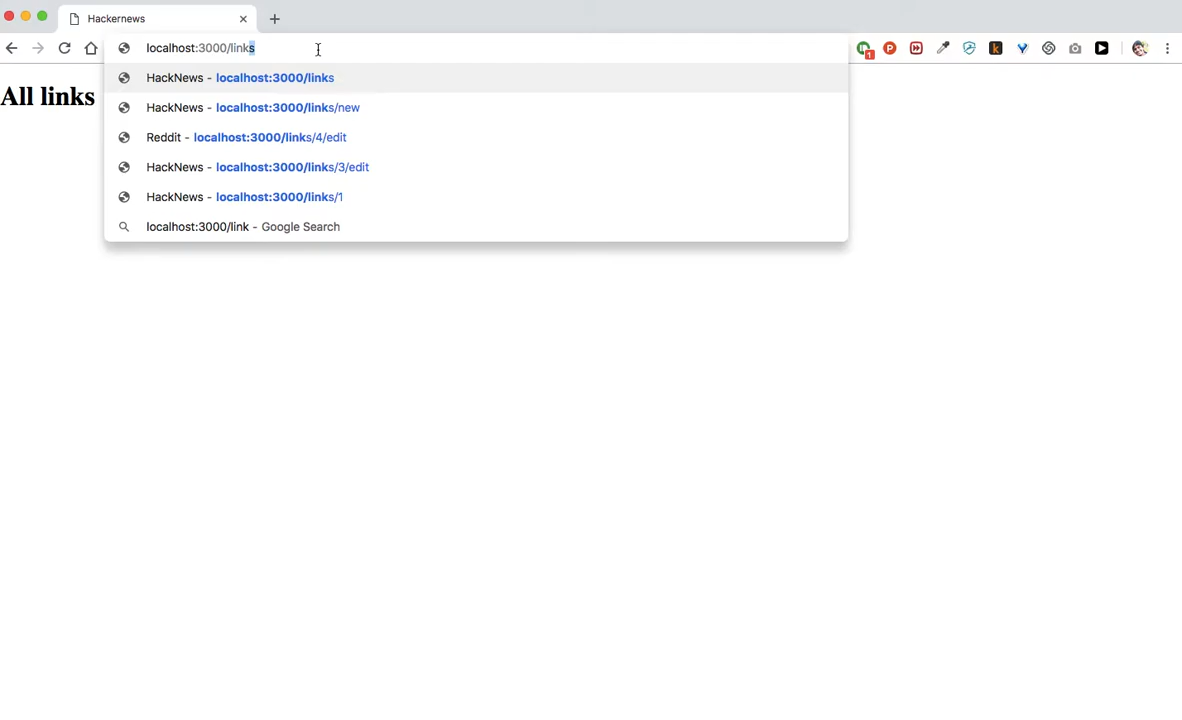 Hackernews
localhost:3000/links
HackNews - localhost:3000/links
HackNews - localhost:3000/links/new
Reddit - localhost:3000/links/4/edit
HackNews - localhost:3000/links/3/edit
HackNews - localhost:3000/links/1
localhost:3000/link - Google Search
1
P
k
All links